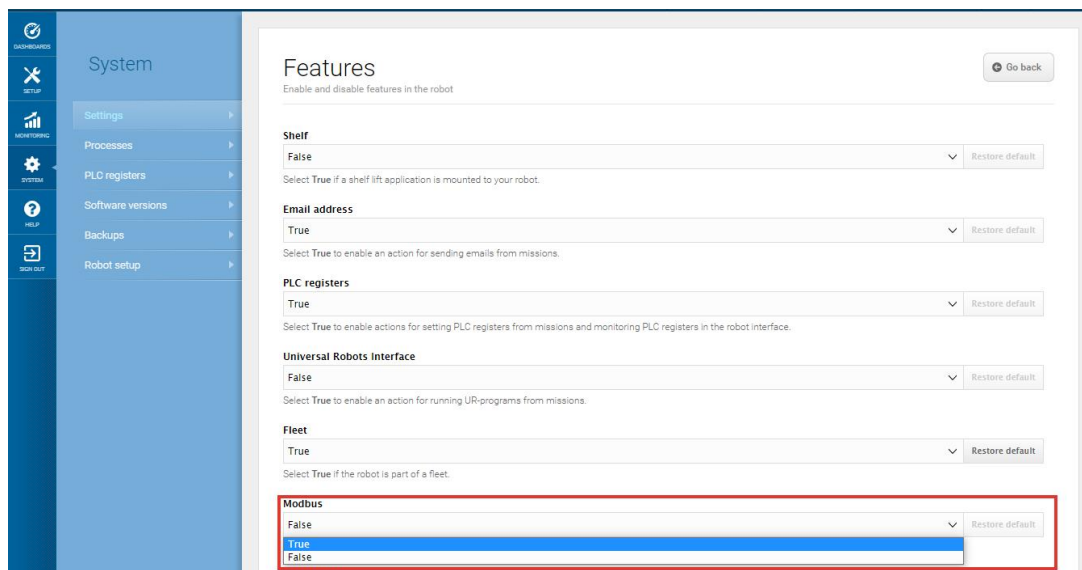 DASHBOARDS
SETUP
MONITORING
SYSTEM
HELP
SIGN OUT
System
Settings
Processes
PLC registers
Software versions
Backups
Robot setup
Features
Go back
Enable and disable features in the robot
Shelf
False
Restore default
Select True if a shelf lift application is mounted to your robot.
Email address
True
Restore default
Select True to enable an action for sending emails from missions.
PLC registers
True
Restore default
Select True to enable actions for setting PLC registers from missions and monitoring PLC registers in the robot interface.
Universal Robots Interface
False
Restore default
Select True to enable an action for running UR-programs from missions.
Fleet
True
Restore default
Select True if the robot is part of a fleet.
Modbus
False
Restore default
True
False